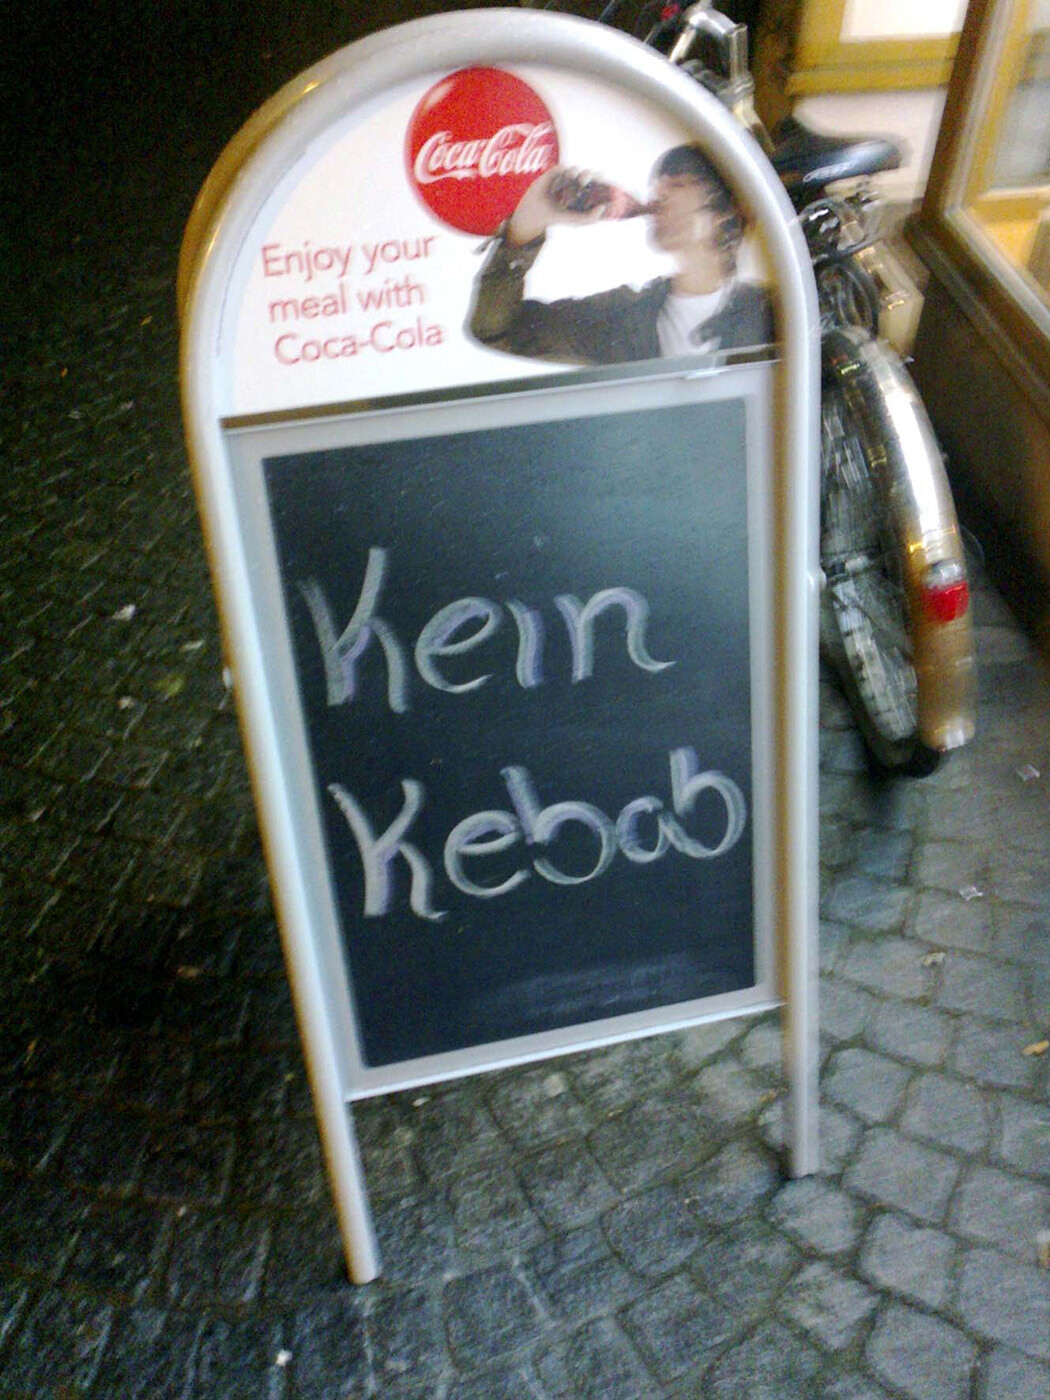 Coca-Cola
Enjoy your
meal with
Coca-Cola
Kein
Kebab